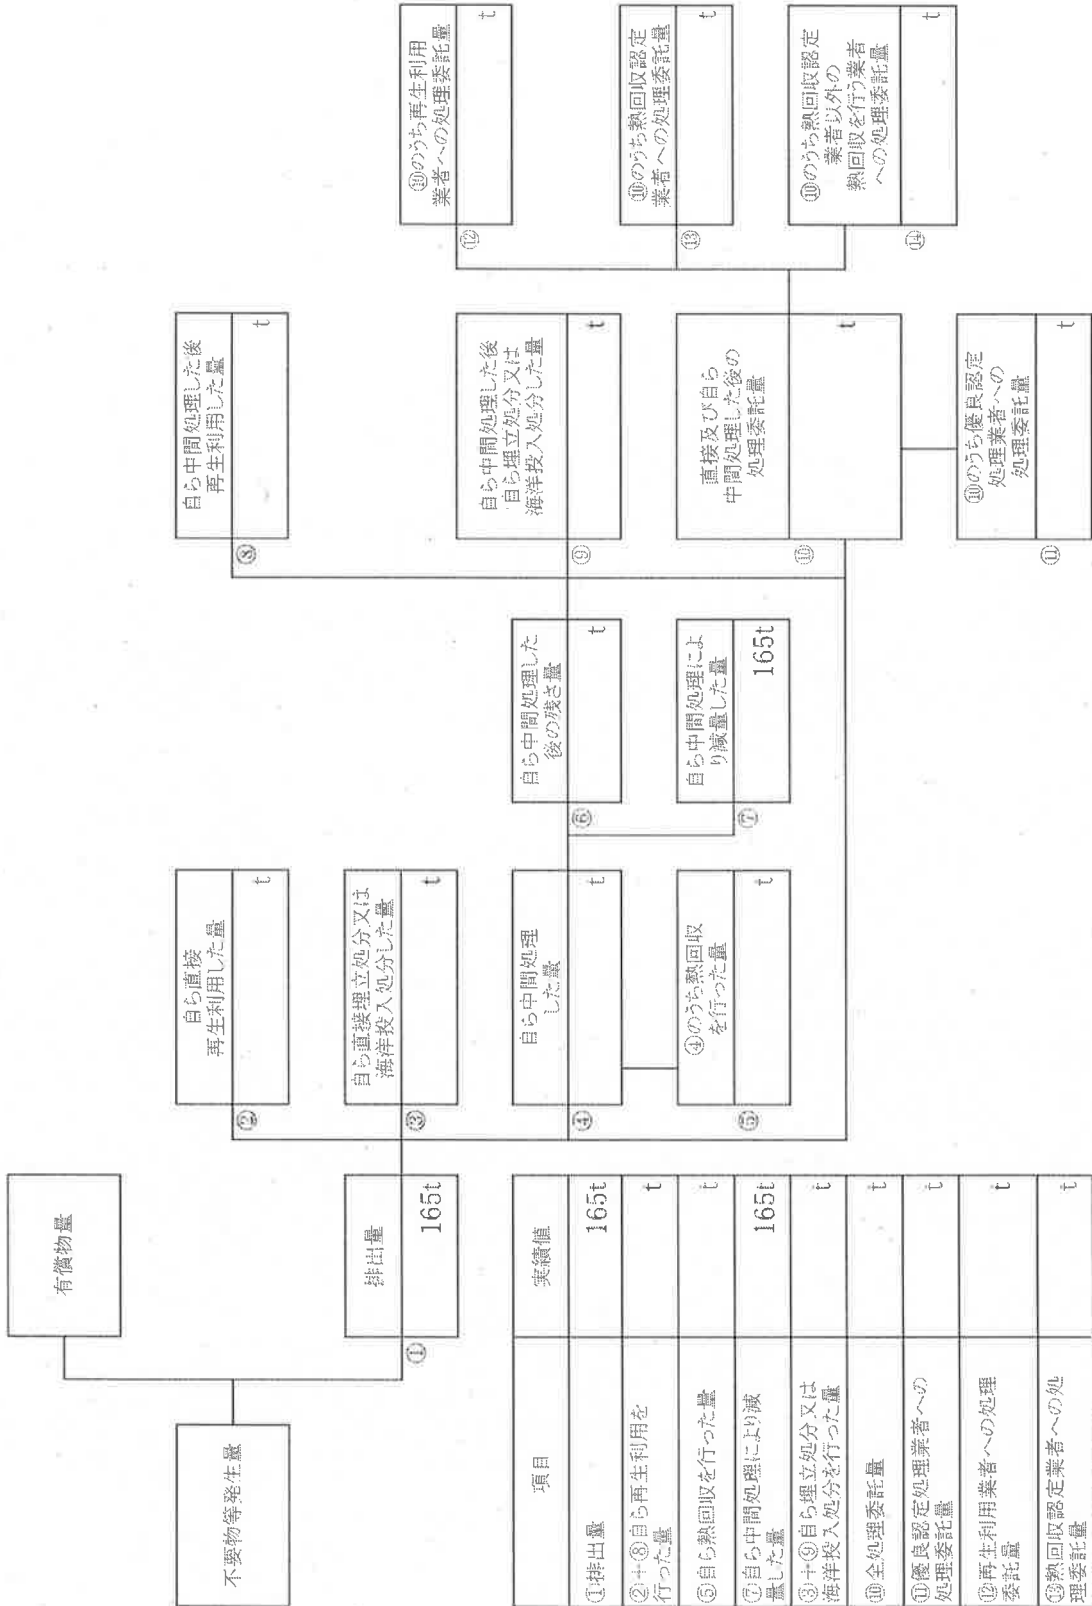 不要物等発生量
有償物量
①
排出量
165t
②
自ら直接
再生利用した量
t
③
自ら直接埋立処分又は
海洋投入処分した量
t
④
自ら中間処理
した量
t
⑤
④のうち熱回収
を行った量
t
⑥
自ら中間処理した
後の残さ量
t
⑦
自ら中間処理によ
り減量した量
165t
⑧
自ら中間処理した後
再生利用した量
t
⑨
自ら中間処理した後
自ら埋立処分又は
海洋投入処分した量
t
⑩
直接及び自ら
中間処理した後の
処理委託量
t
⑪
⑩のうち優良認定
処理業者への
処理委託量
t
⑫
⑩のうち再生利用
業者への処理委託量
t
⑬
⑩のうち熱回収認定
業者への処理委託量
t
⑭
⑩のうち熱回収認定
業者以外の
熱回収を行う業者
への処理委託量
t
項目 実績値
①排出量 165t
②+⑧自ら再生利用を
行った量 t
⑤自ら熱回収を行った量 t
⑦自ら中間処理により減
量した量 165t
③+⑨自ら埋立処分又は
海洋投入処分を行った量 t
⑩全処理委託量 t
⑪優良認定処理業者への
処理委託量 t
⑫再生利用業者への処理
委託量 t
⑬熱回収認定業者への処
理委託量 t